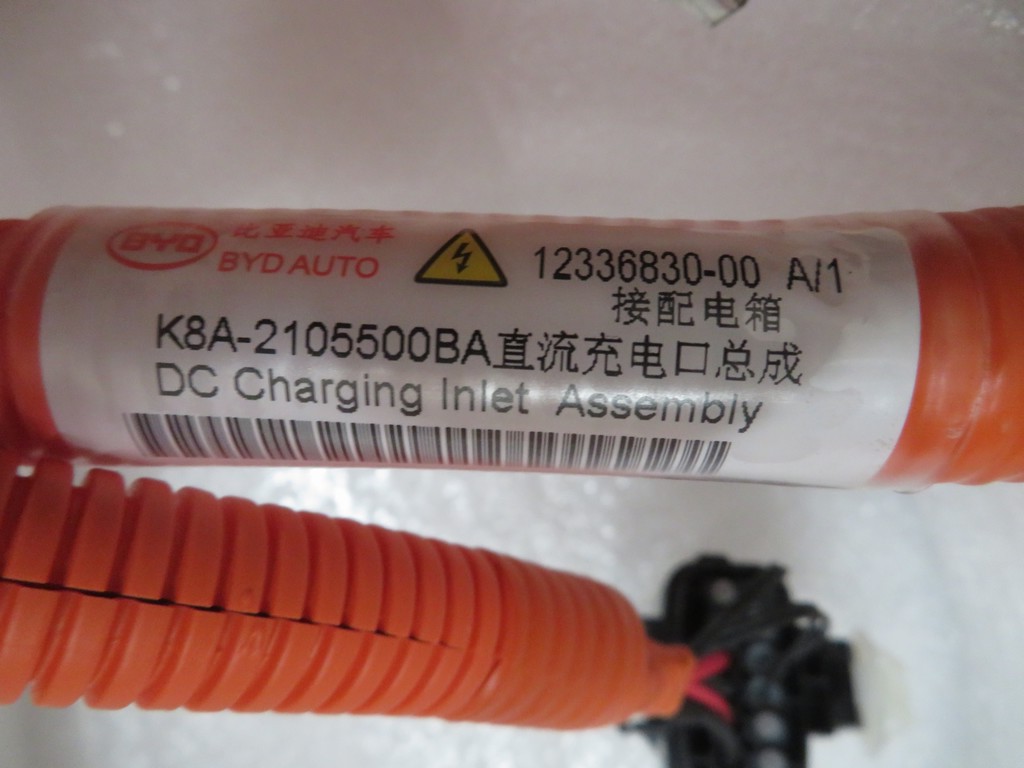 BYD 比亚迪汽车
BYD AUTO
12336830-00 A/1
接配电箱
K8A-2105500BA直流充电口总成
DC Charging Inlet Assembly